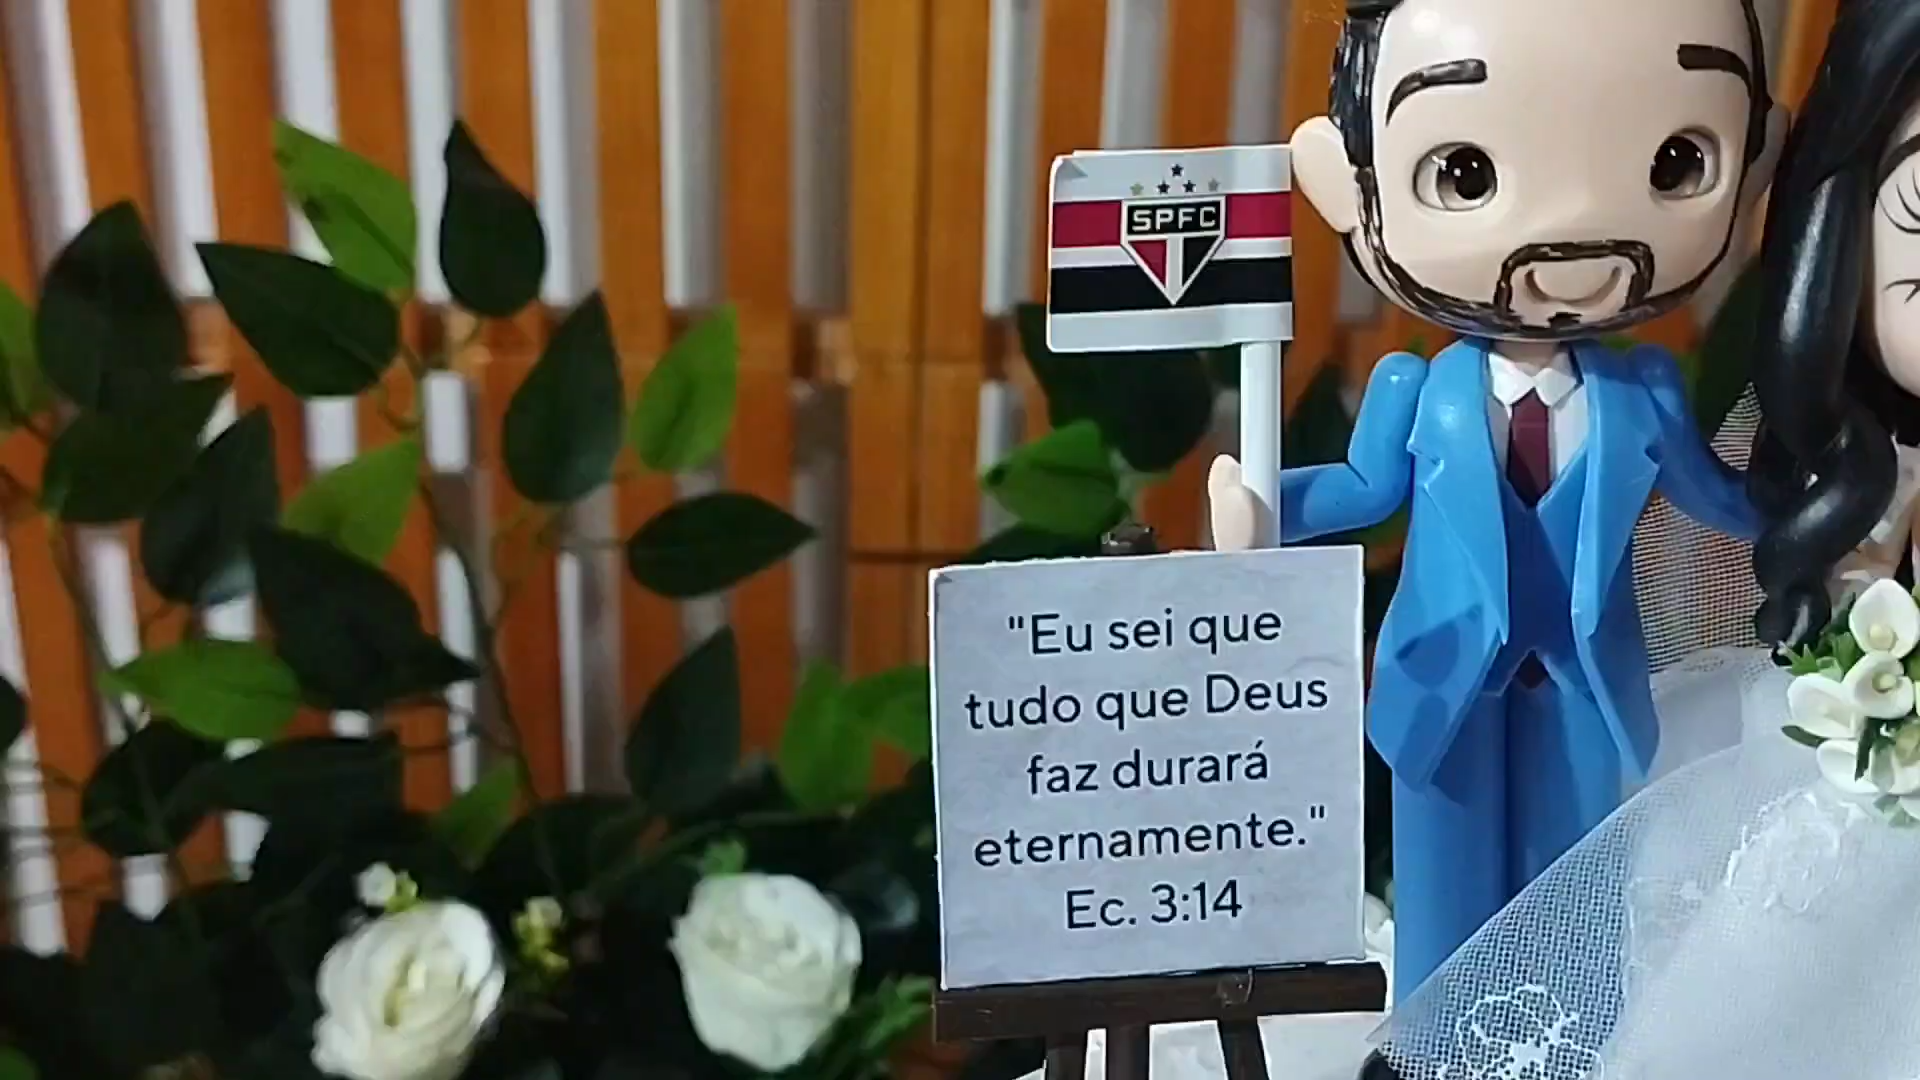 SPFC
"Eu sei que
tudo que Deus
faz durará
eternamente."
Ec. 3:14